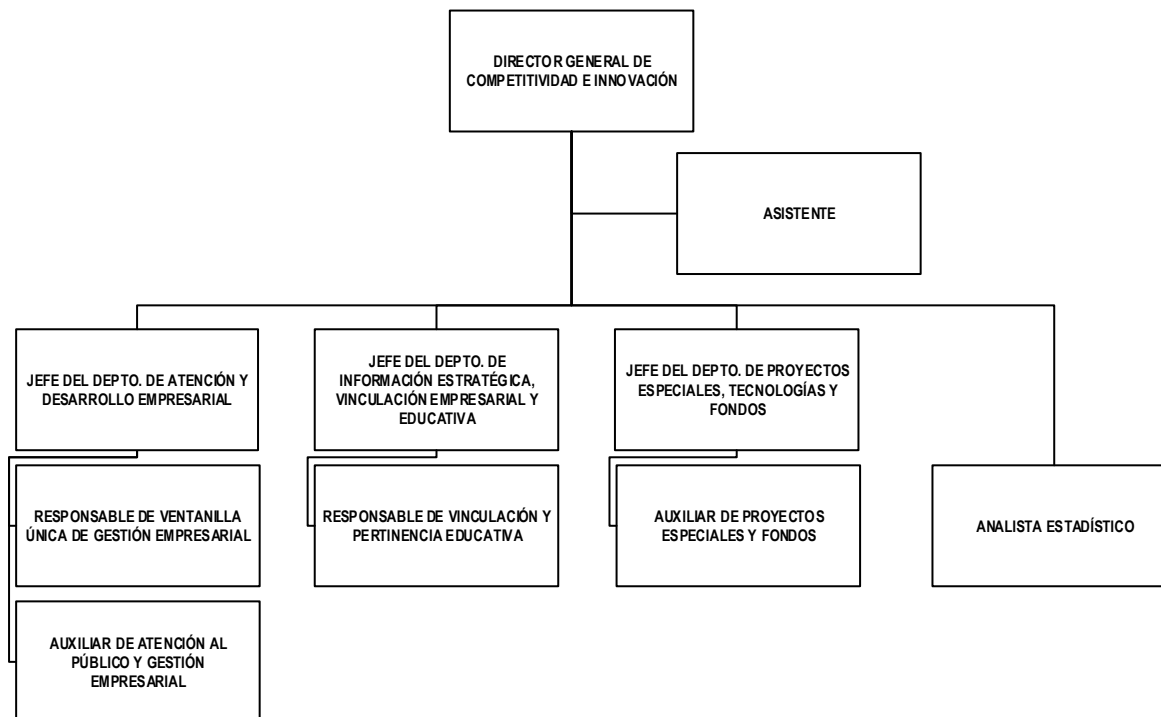 DIRECTOR GENERAL DE
COMPETITIVIDAD E INNOVACIÓN
ASISTENTE
JEFE DEL DEPTO. DE ATENCIÓN Y
DESARROLLO EMPRESARIAL
JEFE DEL DEPTO. DE
INFORMACIÓN ESTRATÉGICA,
VINCULACIÓN EMPRESARIAL Y
EDUCATIVA
JEFE DEL DEPTO. DE PROYECTOS
ESPECIALES, TECNOLOGÍAS Y
FONDOS
RESPONSABLE DE VENTANILLA
ÚNICA DE GESTIÓN EMPRESARIAL
RESPONSABLE DE VINCULACIÓN Y
PERTINENCIA EDUCATIVA
AUXILIAR DE PROYECTOS
ESPECIALES Y FONDOS
ANALISTA ESTADÍSTICO
AUXILIAR DE ATENCIÓN AL
PÚBLICO Y GESTIÓN
EMPRESARIAL